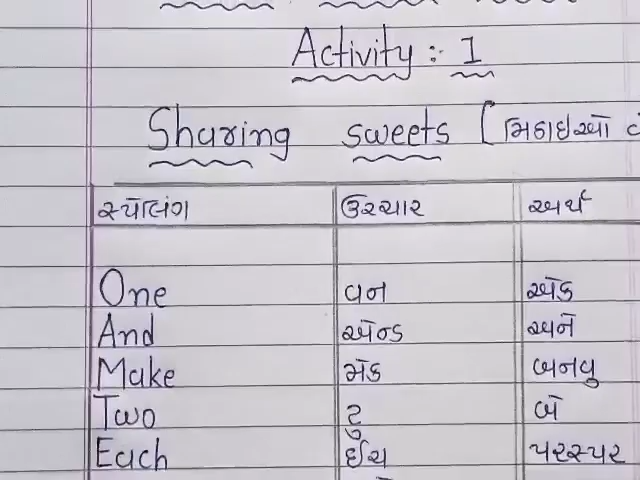 Activity : 1
Sharing sweets [મિઠાઇઓ
સ્પેલિંગ ઉચ્ચાર અર્થ
One વન એક
And એન્ડ અને
Make મેક બનવુ
Two ટુ બે
Each ઈચ પરસ્પર